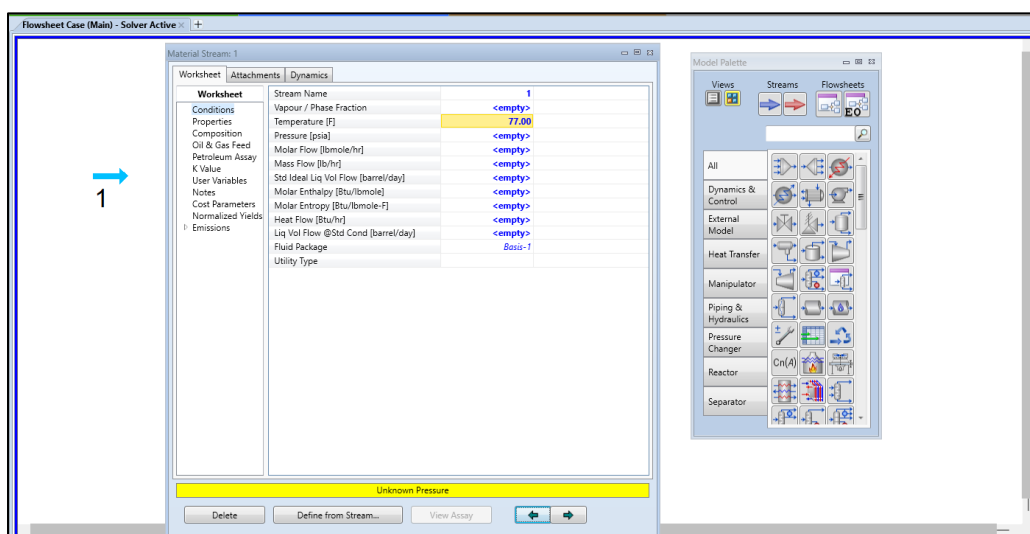 Flowsheet Case (Main) - Solver Active × +
Material Stream: 1
Worksheet Attachments Dynamics
Worksheet
Conditions
Properties
Composition
Oil & Gas Feed
Petroleum Assay
K Value
User Variables
Notes
Cost Parameters
Normalized Yields
Emissions
Stream Name 1
Vapour / Phase Fraction <empty>
Temperature [F] 77.00
Pressure [psia] <empty>
Molar Flow [lbmole/hr] <empty>
Mass Flow [lb/hr] <empty>
Std Ideal Liq Vol Flow [barrel/day] <empty>
Molar Enthalpy [Btu/lbmole] <empty>
Molar Entropy [Btu/lbmole-F] <empty>
Heat Flow [Btu/hr] <empty>
Liq Vol Flow @Std Cond [barrel/day] <empty>
Fluid Package Basis-1
Utility Type
Unknown Pressure
Delete Define from Stream... View Assay
1
Model Palette
Views Streams Flowsheets
EO
All
Dynamics &
Control
External
Model
Heat Transfer
Manipulator
Piping &
Hydraulics
Pressure
Changer
Reactor
Separator
Cn(A)